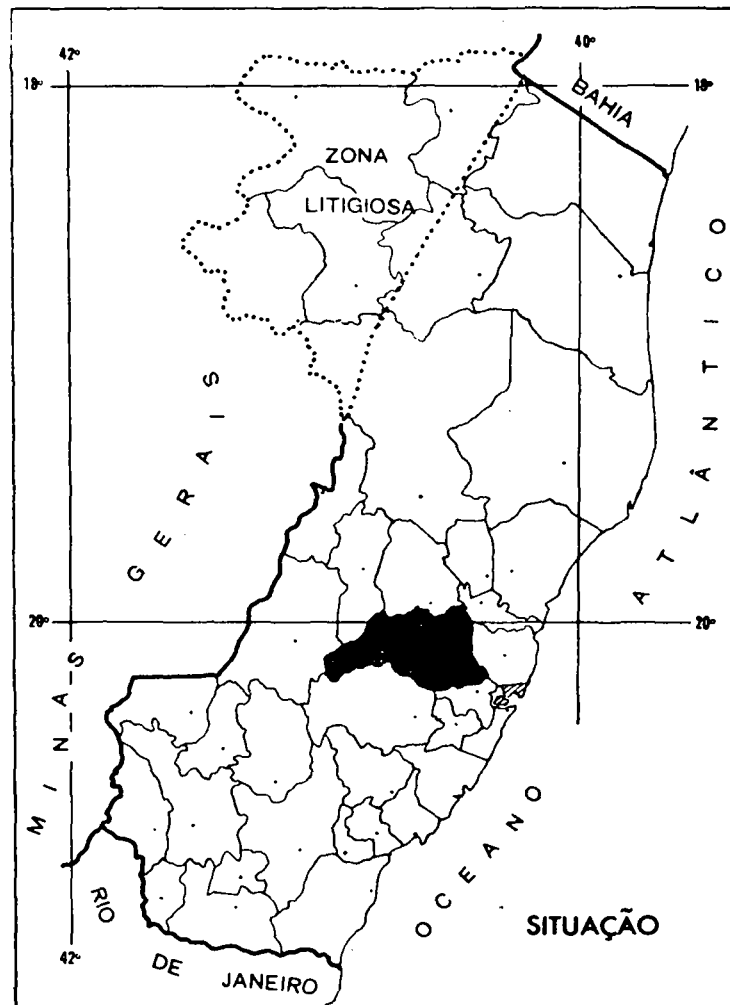 42° 40°
18° 18°
BAHIA
ZONA
LITIGIOSA
ATLÂNTICO
GERAIS
20° 20°
MINAS
OCEANO
RIO
DE JANEIRO
42°
SITUAÇÃO